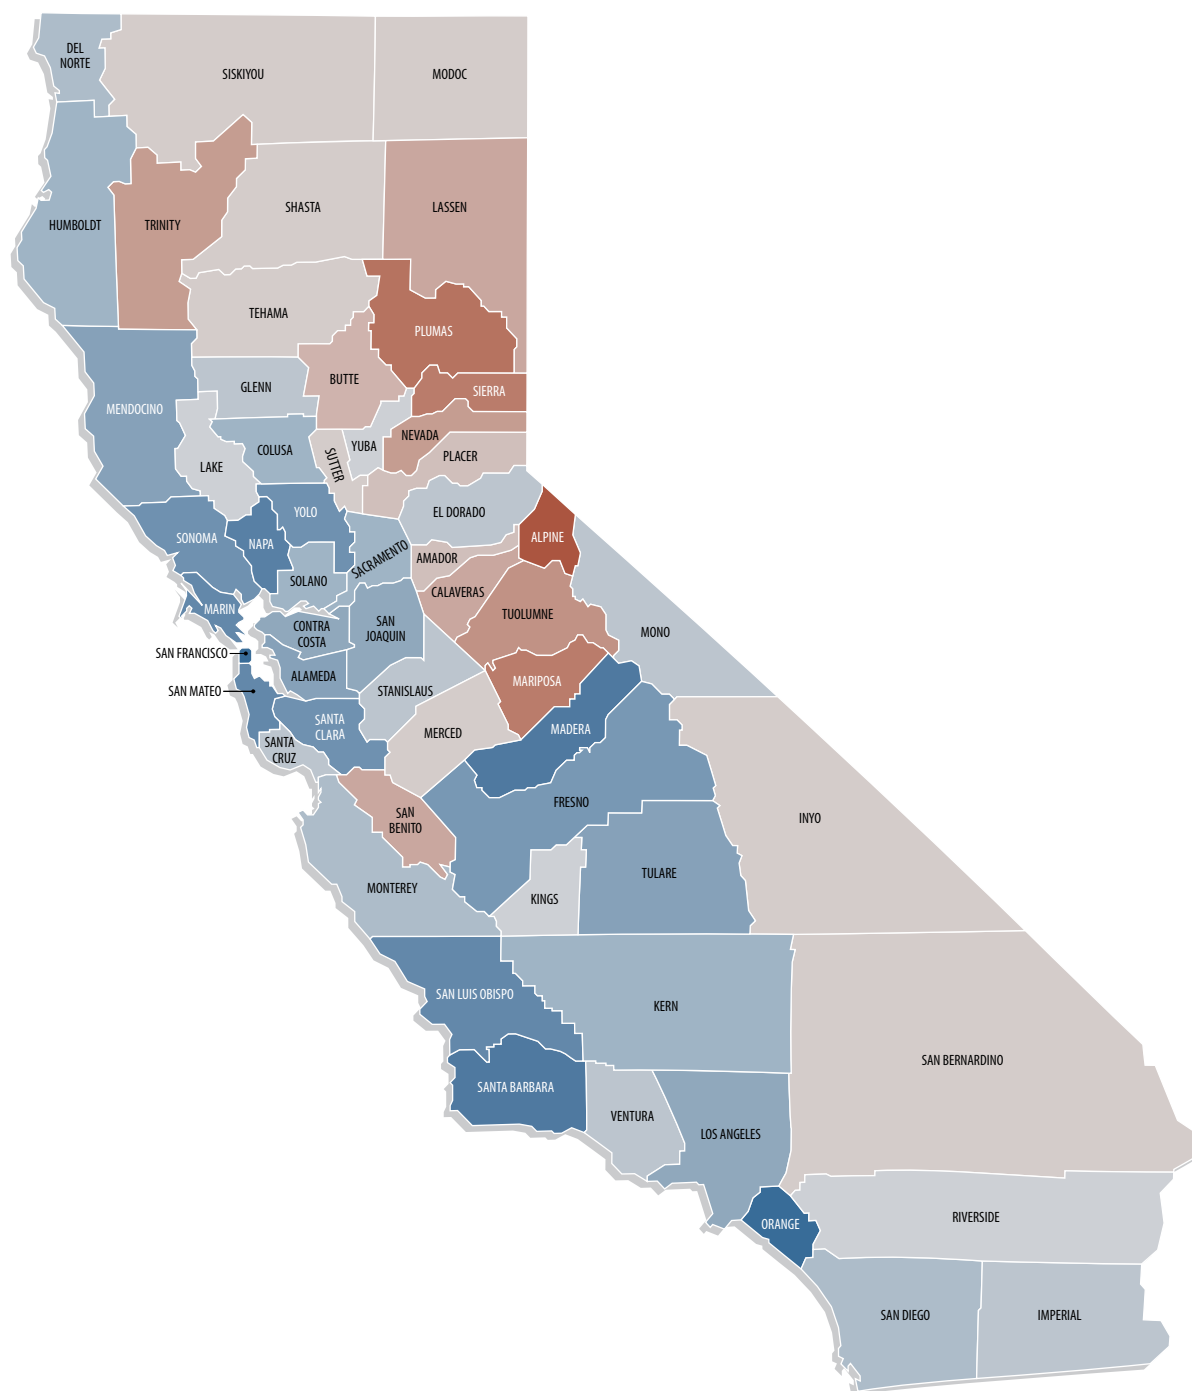 DEL
NORTE
SISKIYOU
MODOC
HUMBOLDT
TRINITY
SHASTA
LASSEN
TEHAMA
PLUMAS
MENDOCINO
GLENN
BUTTE
SIERRA
LAKE
COLUSA
SUTTER
YUBA
NEVADA
PLACER
SONOMA
NAPA
YOLO
EL DORADO
SACRAMENTO
ALPINE
SOLANO
AMADOR
CALAVERAS
MARIN
CONTRA
COSTA
SAN
JOAQUIN
TUOLUMNE
MONO
SAN FRANCISCO
ALAMEDA
STANISLAUS
MARIPOSA
SAN MATEO
SANTA
CLARA
SANTA
CRUZ
MERCED
MADERA
FRESNO
SAN
BENITO
INYO
MONTEREY
KINGS
TULARE
SAN LUIS OBISPO
KERN
SAN BERNARDINO
SANTA BARBARA
VENTURA
LOS ANGELES
ORANGE
RIVERSIDE
SAN DIEGO
IMPERIAL